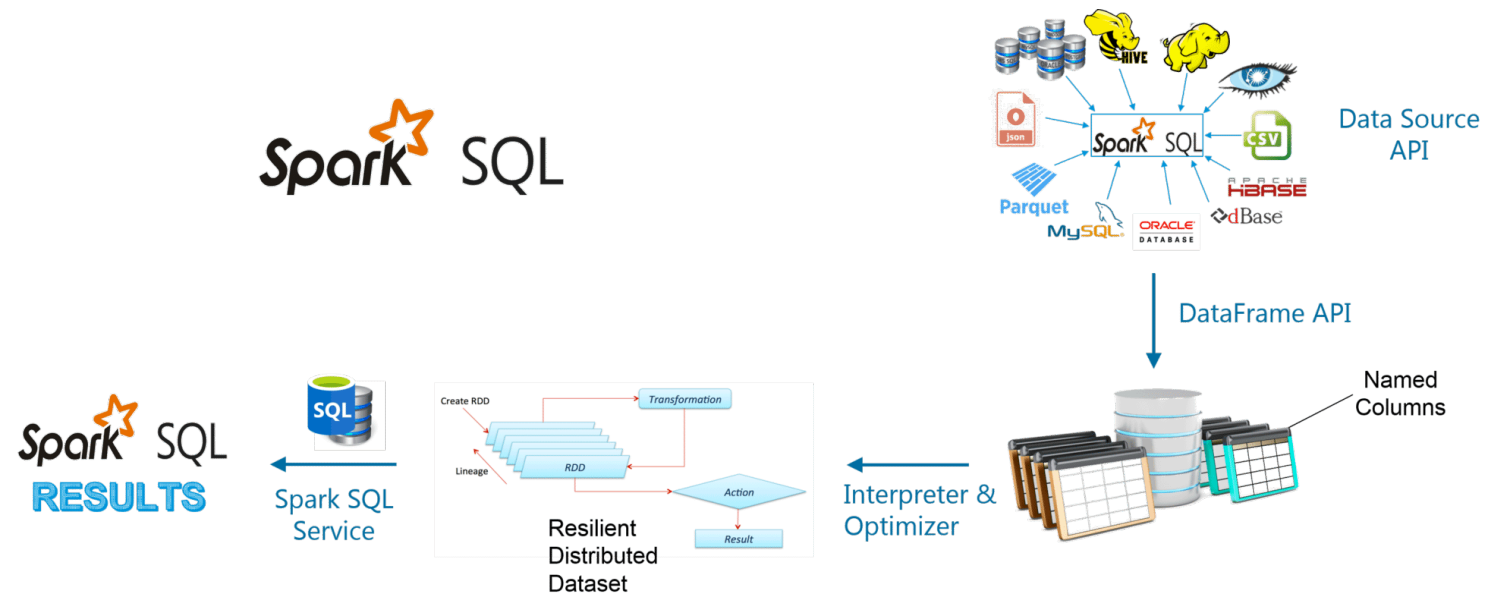 Spark SQL
HIVE
json
Spark SQL
CSV
Data Source
API
Parquet
APACHE
HBASE
MySQL
ORACLE
DATABASE
dBase
DataFrame API
Named
Columns
Interpreter &
Optimizer
Create RDD
Transformation
Lineage
RDD
Action
Result
Resilient
Distributed
Dataset
SQL
Spark SQL
Service
Spark SQL
RESULTS